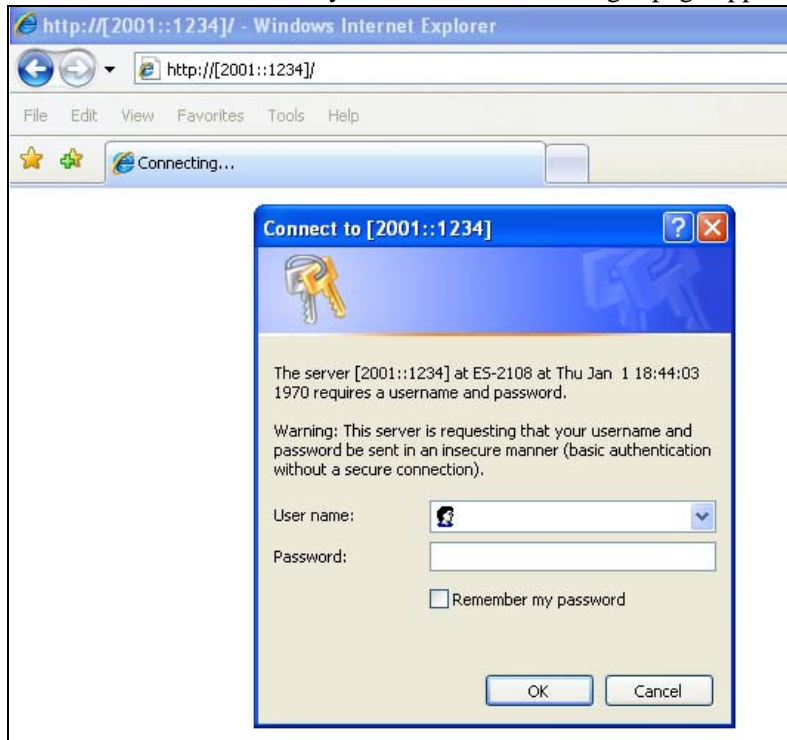 http://[2001::1234]/ - Windows Internet Explorer
http://[2001::1234]/
File Edit View Favorites Tools Help
Connecting...
Connect to [2001::1234]
The server [2001::1234] at ES-2108 at Thu Jan 1 18:44:03
1970 requires a username and password.
Warning: This server is requesting that your username and
password be sent in an insecure manner (basic authentication
without a secure connection).
User name:
Password:
Remember my password
OK Cancel